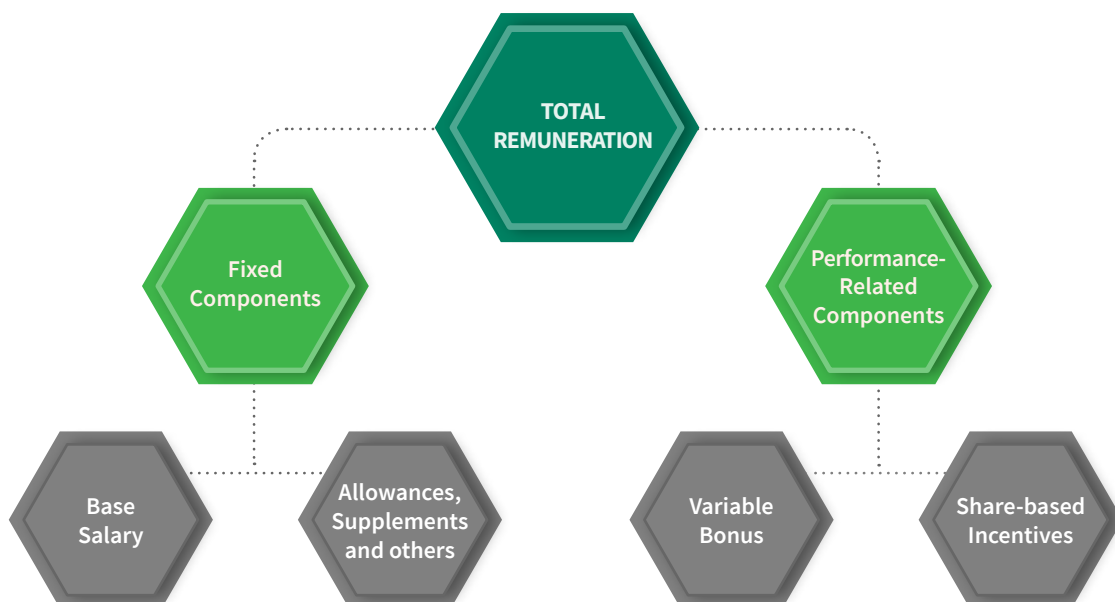 TOTAL
REMUNERATION
Fixed
Components
Performance-
Related
Components
Base
Salary
Allowances,
Supplements
and others
Variable
Bonus
Share-based
Incentives